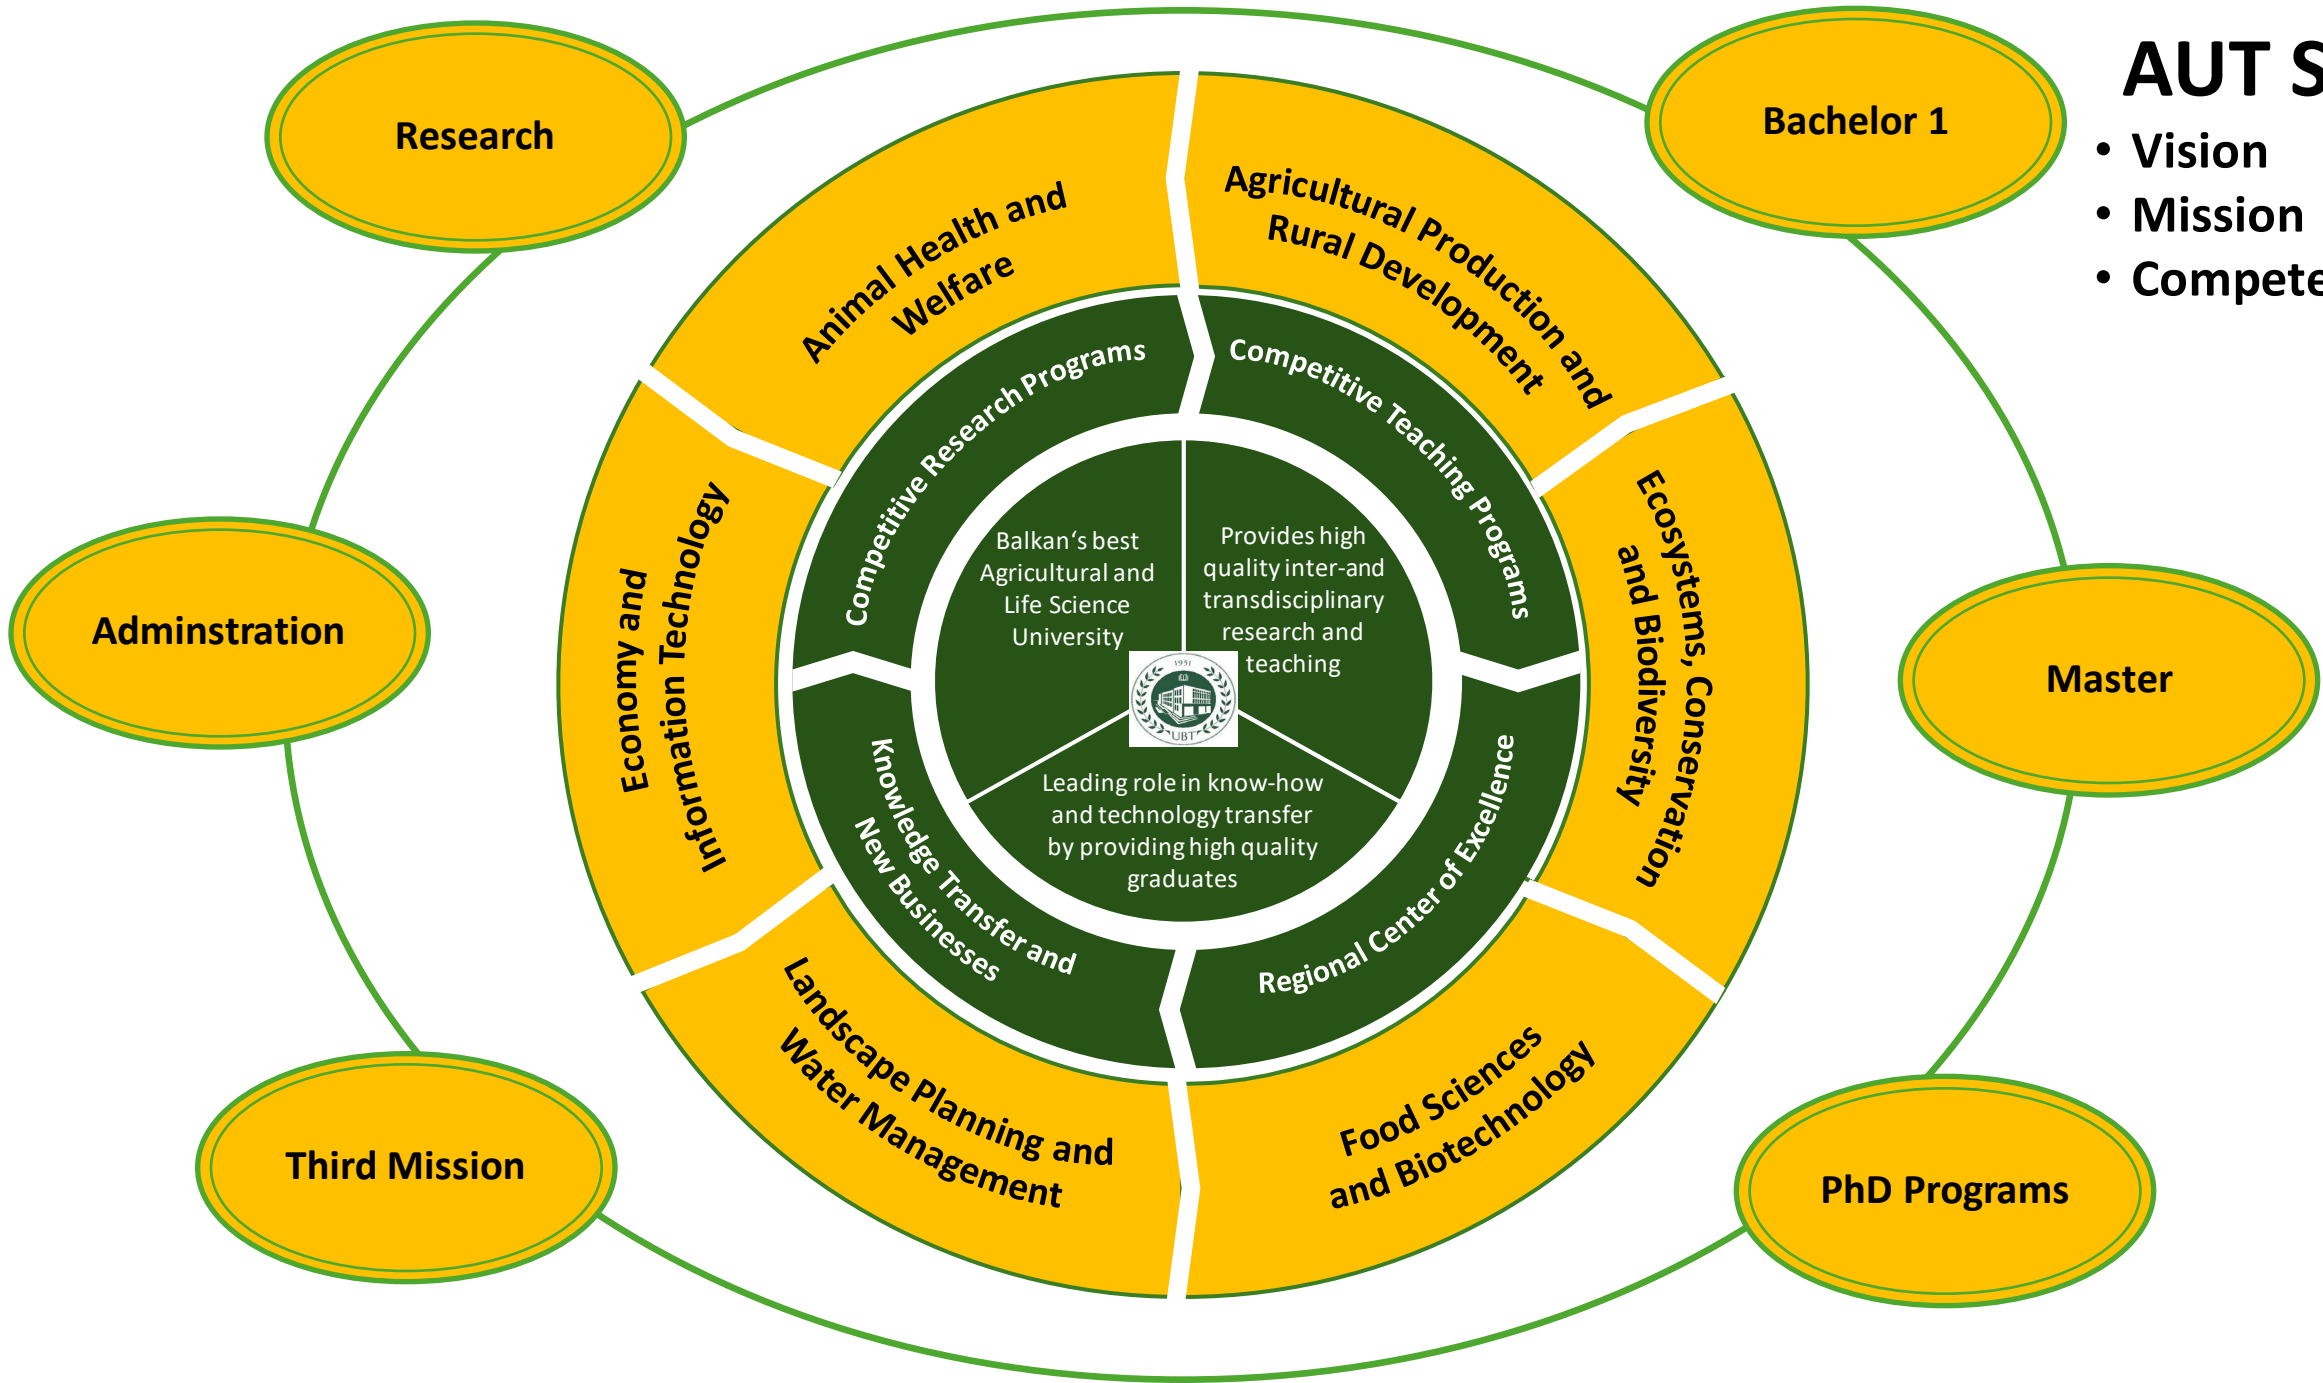 AUT S
• Vision
• Mission
• Compete
Research
Bachelor 1
Adminstration
Master
Third Mission
PhD Programs
Animal Health and
Welfare
Agricultural Production and
Rural Development
Ecosystems, Conservation
and Biodiversity
Food Sciences
and Biotechnology
Landscape Planning and
Water Management
Economy and
Information Technology
Competitive Research Programs
Competitive Teaching Programs
Regional Center of Excellence
Knowledge Transfer and
New Businesses
Balkan‘s best
Agricultural and
Life Science
University
Provides high
quality inter-and
transdisciplinary
research and
teaching
Leading role in know-how
and technology transfer
by providing high quality
graduates
1951
UBT